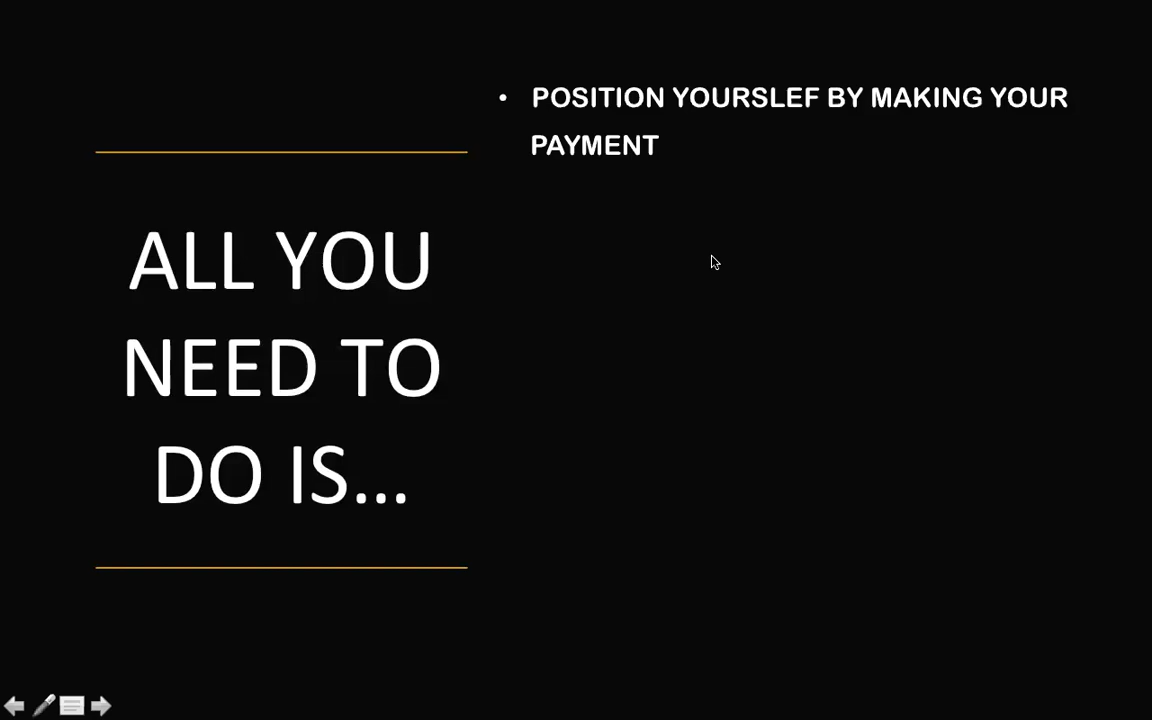 ALL YOU
NEED TO
DO IS...
• POSITION YOURSLEF BY MAKING YOUR
PAYMENT